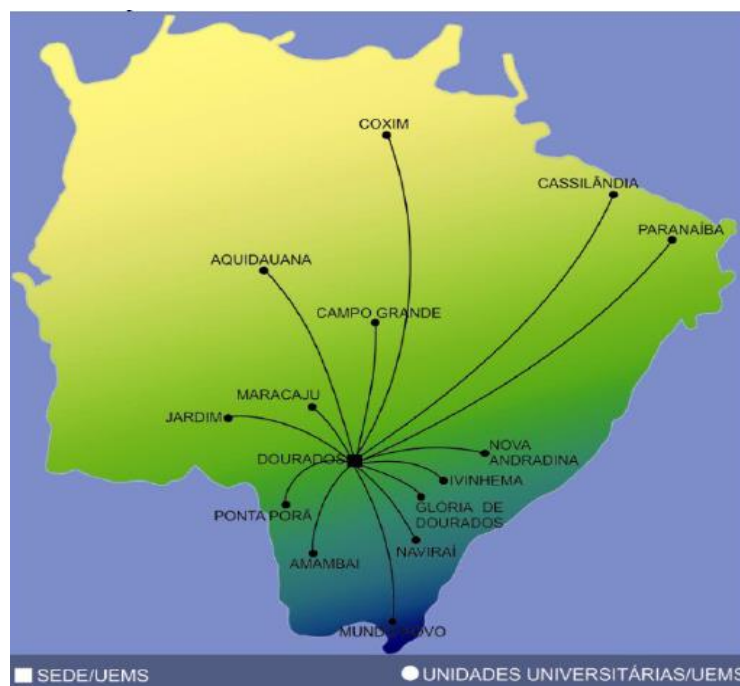 COXIM
CASSILÂNDIA
PARANAÍBA
AQUIDAUANA
CAMPO GRANDE
MARACAJU
JARDIM
DOURADOS
NOVA
ANDRADINA
IVINHEMA
GLÓRIA DE
DOURADOS
PONTA PORÃ
NAVIRAÍ
AMAMBAI
MUNDO NOVO
SEDE/UEMS
UNIDADES UNIVERSITÁRIAS/UEMS